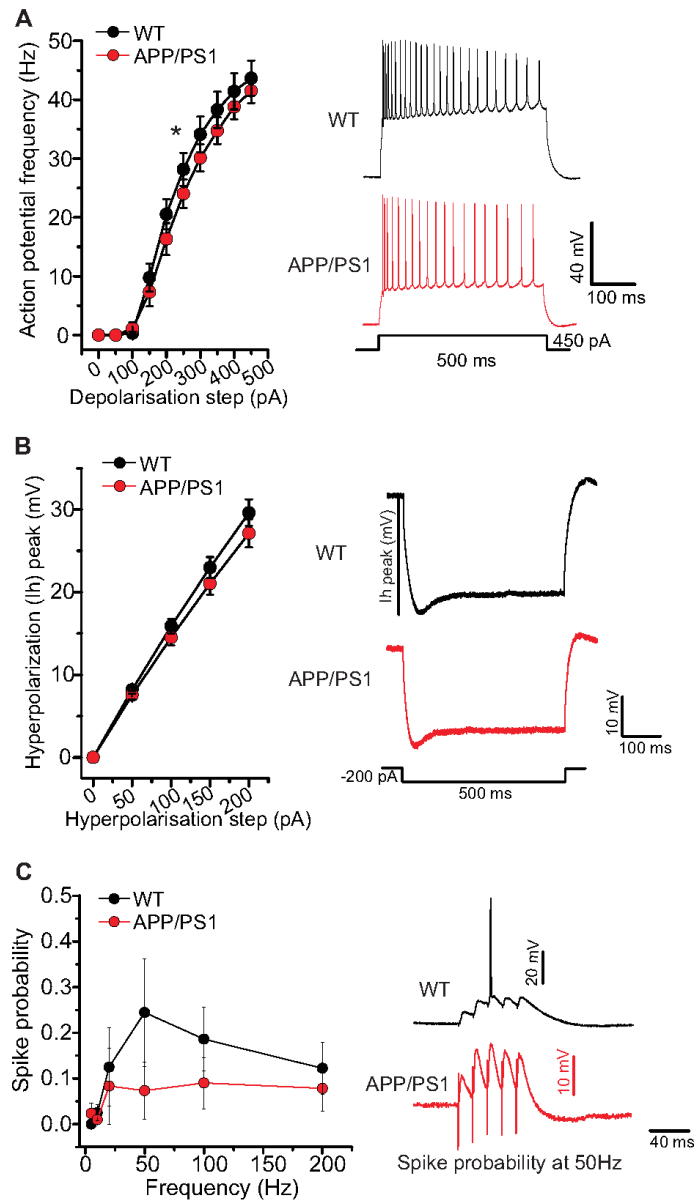 A
WT
APP/PS1
Action potential frequency (Hz)
50
40
30
20
10
0
0
100
200
300
400
500
*
Depolarisation step (pA)
WT
APP/PS1
40 mV
100 ms
450 pA
500 ms
B
WT
APP/PS1
Hyperpolarization (Ih) peak (mV)
30
20
10
0
0
50
100
150
200
Hyperpolarisation step (pA)
WT
Ih peak (mV)
APP/PS1
10 mV
100 ms
-200 pA
500 ms
C
WT
APP/PS1
Spike probability
0.5
0.4
0.3
0.2
0.1
0.0
0
50
100
150
200
Frequency (Hz)
WT
20 mV
APP/PS1
10 mV
40 ms
Spike probability at 50Hz